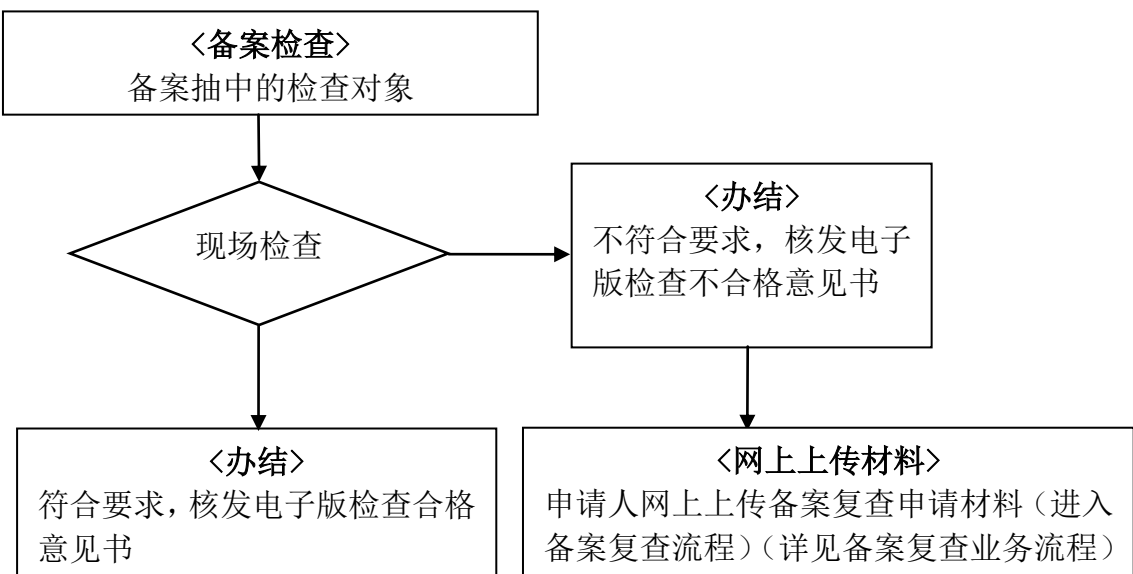 <备案检查>
备案抽中的检查对象
现场检查
<办结>
不符合要求，核发电子
版检查不合格意见书
<办结>
符合要求，核发电子版检查合格
意见书
<网上上传材料>
申请人网上上传备案复查申请材料（进入
备案复查流程）（详见备案复查业务流程）